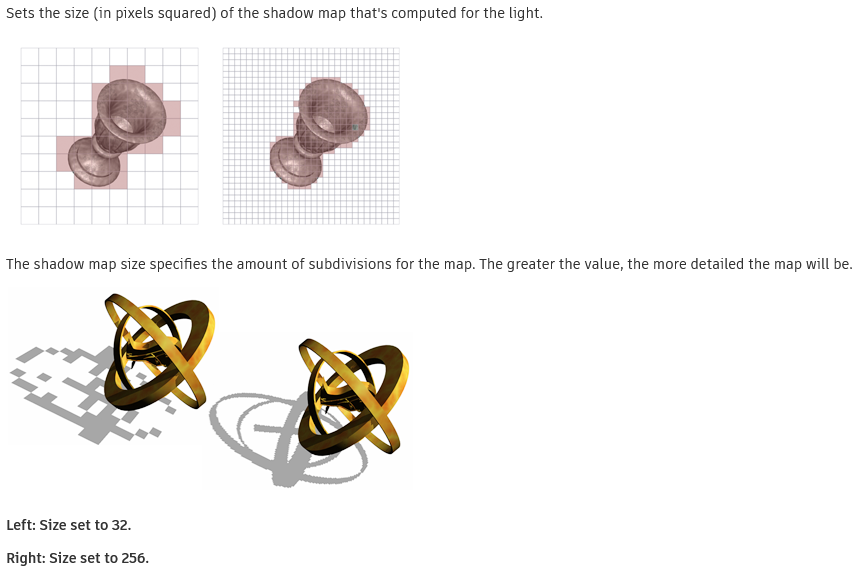 Sets the size (in pixels squared) of the shadow map that's computed for the light.
The shadow map size specifies the amount of subdivisions for the map. The greater the value, the more detailed the map will be.
Left: Size set to 32.
Right: Size set to 256.